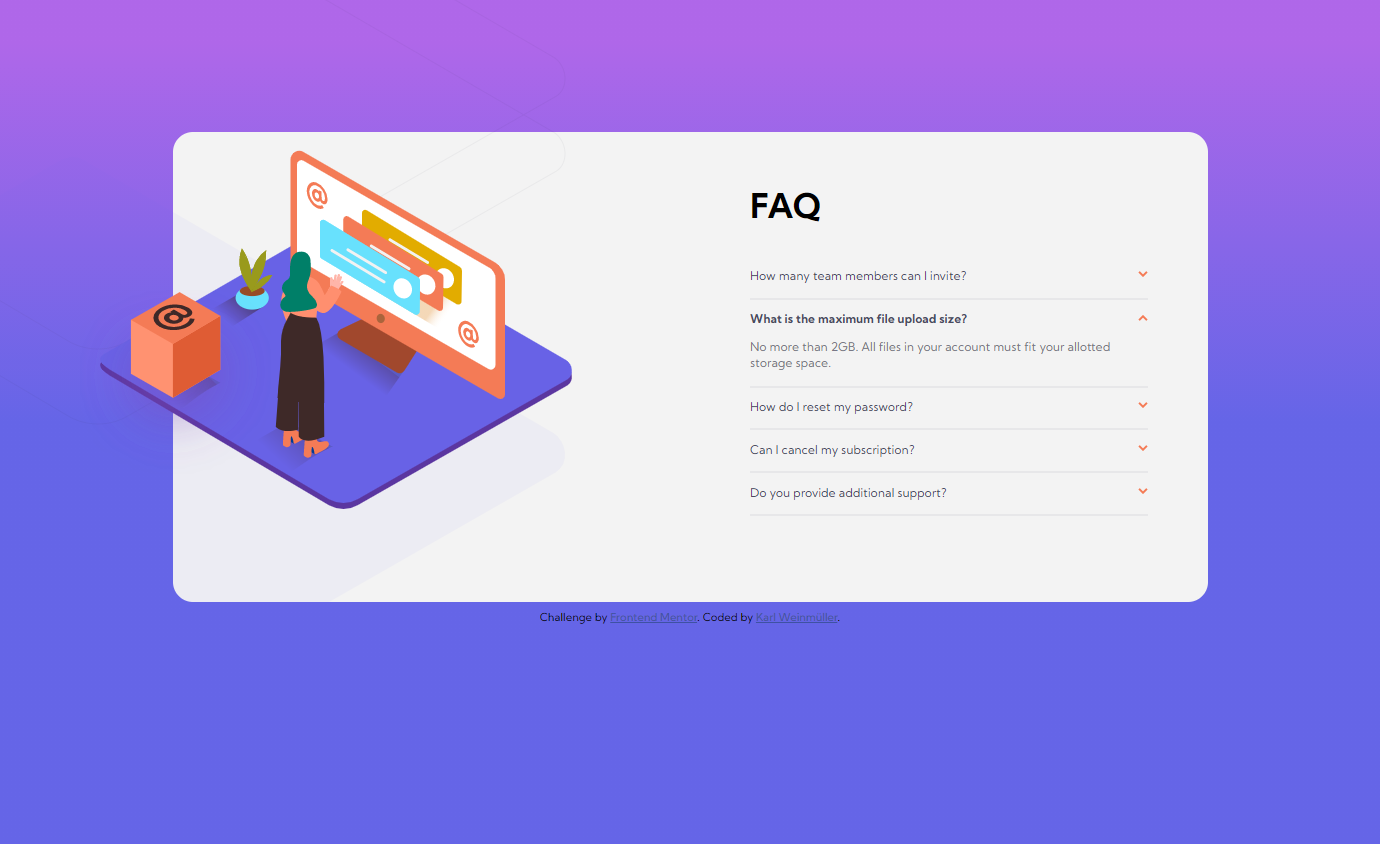 @
@
@
FAQ
How many team members can I invite?
What is the maximum file upload size?
No more than 2GB. All files in your account must fit your allotted
storage space.
How do I reset my password?
Can I cancel my subscription?
Do you provide additional support?
Challenge by Frontend Mentor. Coded by Karl Weinmüller.